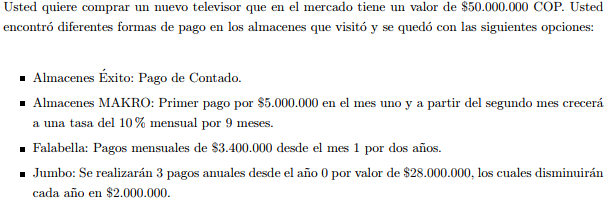 Usted quiere comprar un nuevo televisor que en el mercado tiene un valor de $50.000.000 COP. Usted
encontró diferentes formas de pago en los almacenes que visitó y se quedó con las siguientes opciones:
▪ Almacenes Éxito: Pago de Contado.
▪ Almacenes MAKRO: Primer pago por $5.000.000 en el mes uno y a partir del segundo mes crecerá
a una tasa del 10 % mensual por 9 meses.
▪ Falabella: Pagos mensuales de $3.400.000 desde el mes 1 por dos años.
▪ Jumbo: Se realizarán 3 pagos anuales desde el año 0 por valor de $28.000.000, los cuales disminuirán
cada año en $2.000.000.